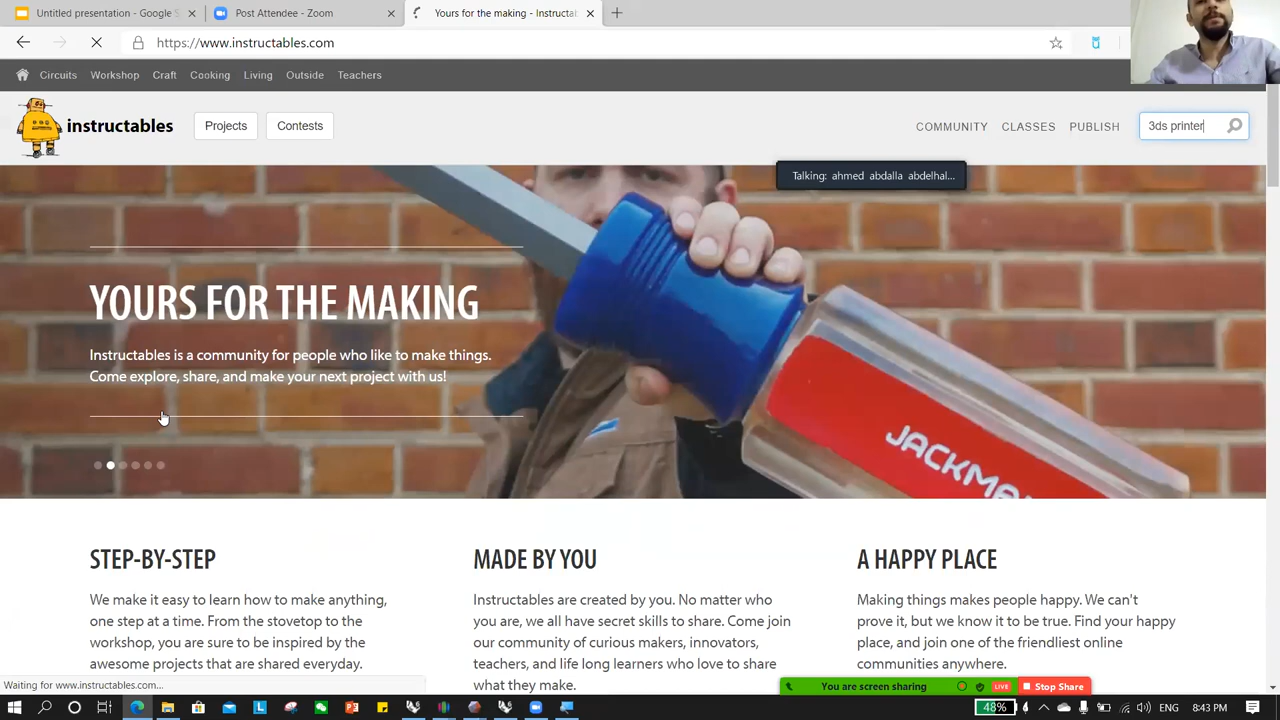 Untitled presentation - Google S
Post Attendee - Zoom
Yours for the making - Instructab
https://www.instructables.com
Circuits Workshop Craft Cooking Living Outside Teachers
instructables
Projects Contests
COMMUNITY CLASSES PUBLISH
3ds printer
Talking: ahmed abdalla abdelhal...
YOURS FOR THE MAKING
Instructables is a community for people who like to make things.
Come explore, share, and make your next project with us!
JACKMA
STEP-BY-STEP
We make it easy to learn how to make anything,
one step at a time. From the stovetop to the
workshop, you are sure to be inspired by the
awesome projects that are shared everyday.
MADE BY YOU
Instructables are created by you. No matter who
you are, we all have secret skills to share. Come join
our community of curious makers, innovators,
teachers, and life long learners who love to share
what they make.
A HAPPY PLACE
Making things makes people happy. We can't
prove it, but we know it to be true. Find your happy
place, and join one of the friendliest online
communities anywhere.
Waiting for www.instructables.com...
You are screen sharing LIVE Stop Share
48% ENG 8:43 PM